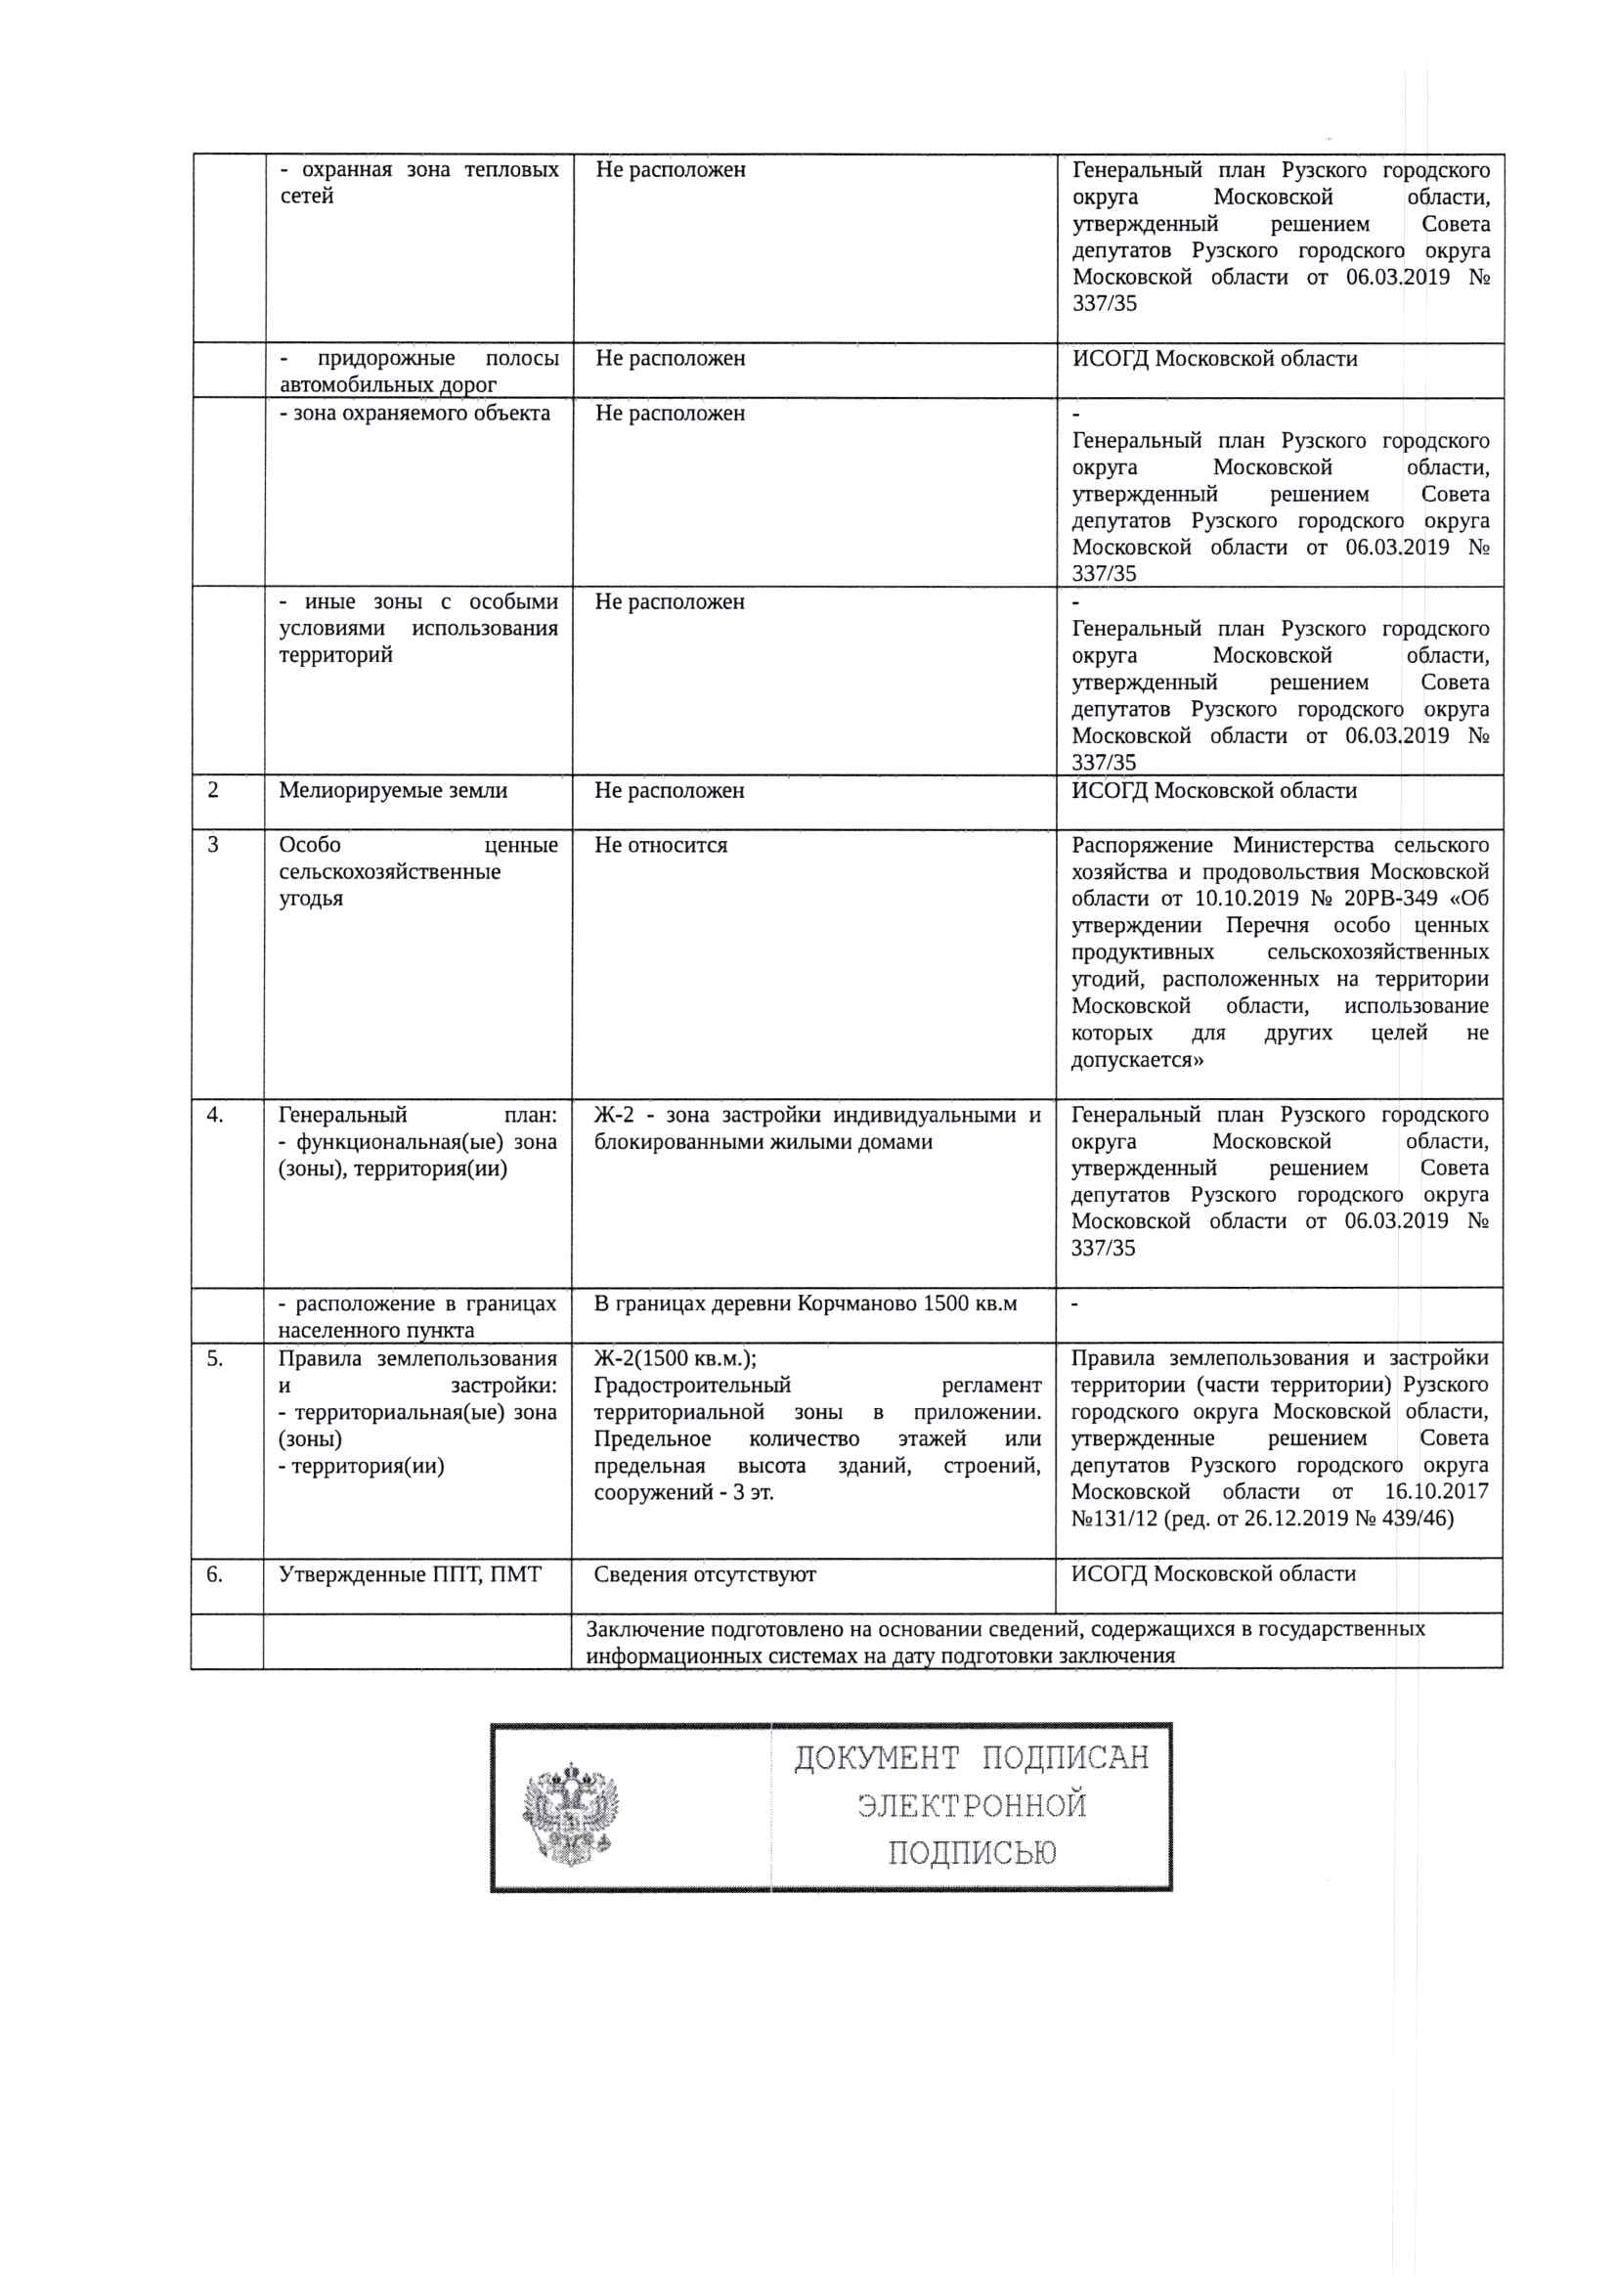 - охранная зона тепловых
сетей
Не расположен
Генеральный план Рузского городского
округа Московской области,
утвержденный решением Совета
депутатов Рузского городского округа
Московской области от 06.03.2019 №
337/35
- придорожные полосы
автомобильных дорог
Не расположен
ИСОГД Московской области
- зона охраняемого объекта
Не расположен
-
Генеральный план Рузского городского
округа Московской области,
утвержденный решением Совета
депутатов Рузского городского округа
Московской области от 06.03.2019 №
337/35
- иные зоны с особыми
условиями использования
территорий
Не расположен
-
Генеральный план Рузского городского
округа Московской области,
утвержденный решением Совета
депутатов Рузского городского округа
Московской области от 06.03.2019 №
337/35
2
Мелиорируемые земли
Не расположен
ИСОГД Московской области
3
Особо ценные
сельскохозяйственные
угодья
Не относится
Распоряжение Министерства сельского
хозяйства и продовольствия Московской
области от 10.10.2019 № 20РВ-349 «Об
утверждении Перечня особо ценных
продуктивных сельскохозяйственных
угодий, расположенных на территории
Московской области, использование
которых для других целей не
допускается»
4.
Генеральный план:
- функциональная(ые) зона
(зоны), территория(ии)
Ж-2 - зона застройки индивидуальными и
блокированными жилыми домами
Генеральный план Рузского городского
округа Московской области,
утвержденный решением Совета
депутатов Рузского городского округа
Московской области от 06.03.2019 №
337/35
- расположение в границах
населенного пункта
В границах деревни Корчманово 1500 кв.м
-
5.
Правила землепользования
и застройки:
- территориальная(ые) зона
(зоны)
- территория(ии)
Ж-2(1500 кв.м.);
Градостроительный регламент
территориальной зоны в приложении.
Предельное количество этажей или
предельная высота зданий, строений,
сооружений - 3 эт.
Правила землепользования и застройки
территории (части территории) Рузского
городского округа Московской области,
утвержденные решением Совета
депутатов Рузского городского округа
Московской области от 16.10.2017
№131/12 (ред. от 26.12.2019 № 439/46)
6.
Утвержденные ППТ, ПМТ
Сведения отсутствуют
ИСОГД Московской области
Заключение подготовлено на основании сведений, содержащихся в государственных
информационных системах на дату подготовки заключения
ДОКУМЕНТ ПОДПИСАН
ЭЛЕКТРОННОЙ
ПОДПИСЬЮ